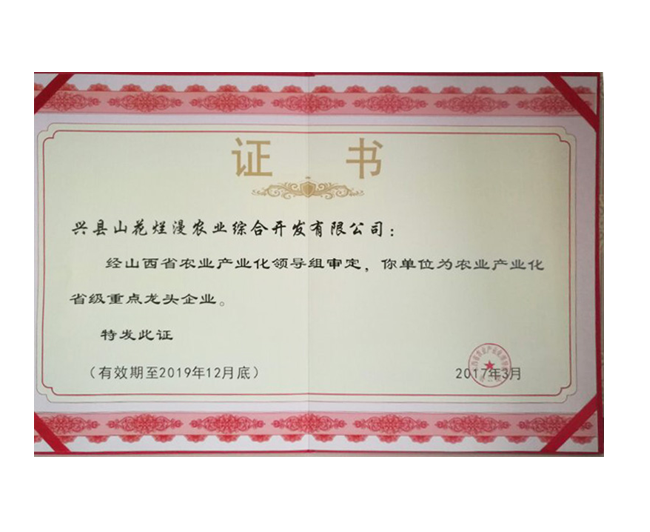 证 书
兴县山花烂漫农业综合开发有限公司：
经山西省农业产业化领导组审定，你单位为农业产业化
省级重点龙头企业。
特发此证
（有效期至2019年12月底）
2017年3月